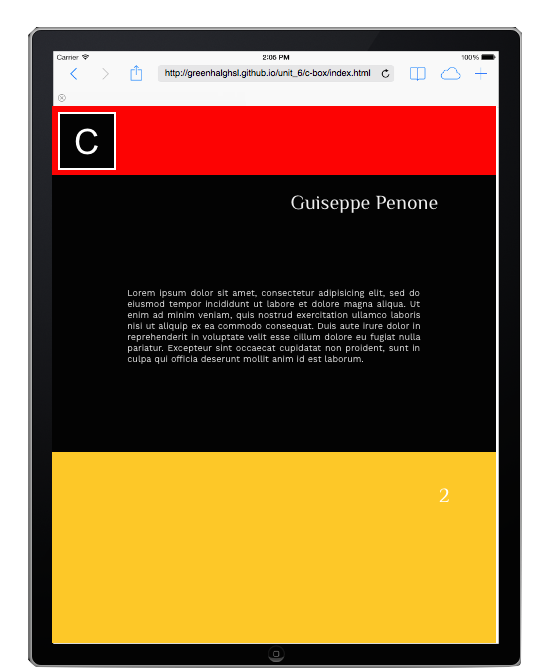 Carrier 2:06 PM 100%
http://greenhalghsl.github.io/unit_6/c-box/index.html
C
Guiseppe Penone
Lorem ipsum dolor sit amet, consectetur adipisicing elit, sed do
eiusmod tempor incididunt ut labore et dolore magna aliqua. Ut
enim ad minim veniam, quis nostrud exercitation ullamco laboris
nisi ut aliquip ex ea commodo consequat. Duis aute irure dolor in
reprehenderit in voluptate velit esse cillum dolore eu fugiat nulla
pariatur. Excepteur sint occaecat cupidatat non proident, sunt in
culpa qui officia deserunt mollit anim id est laborum.
2